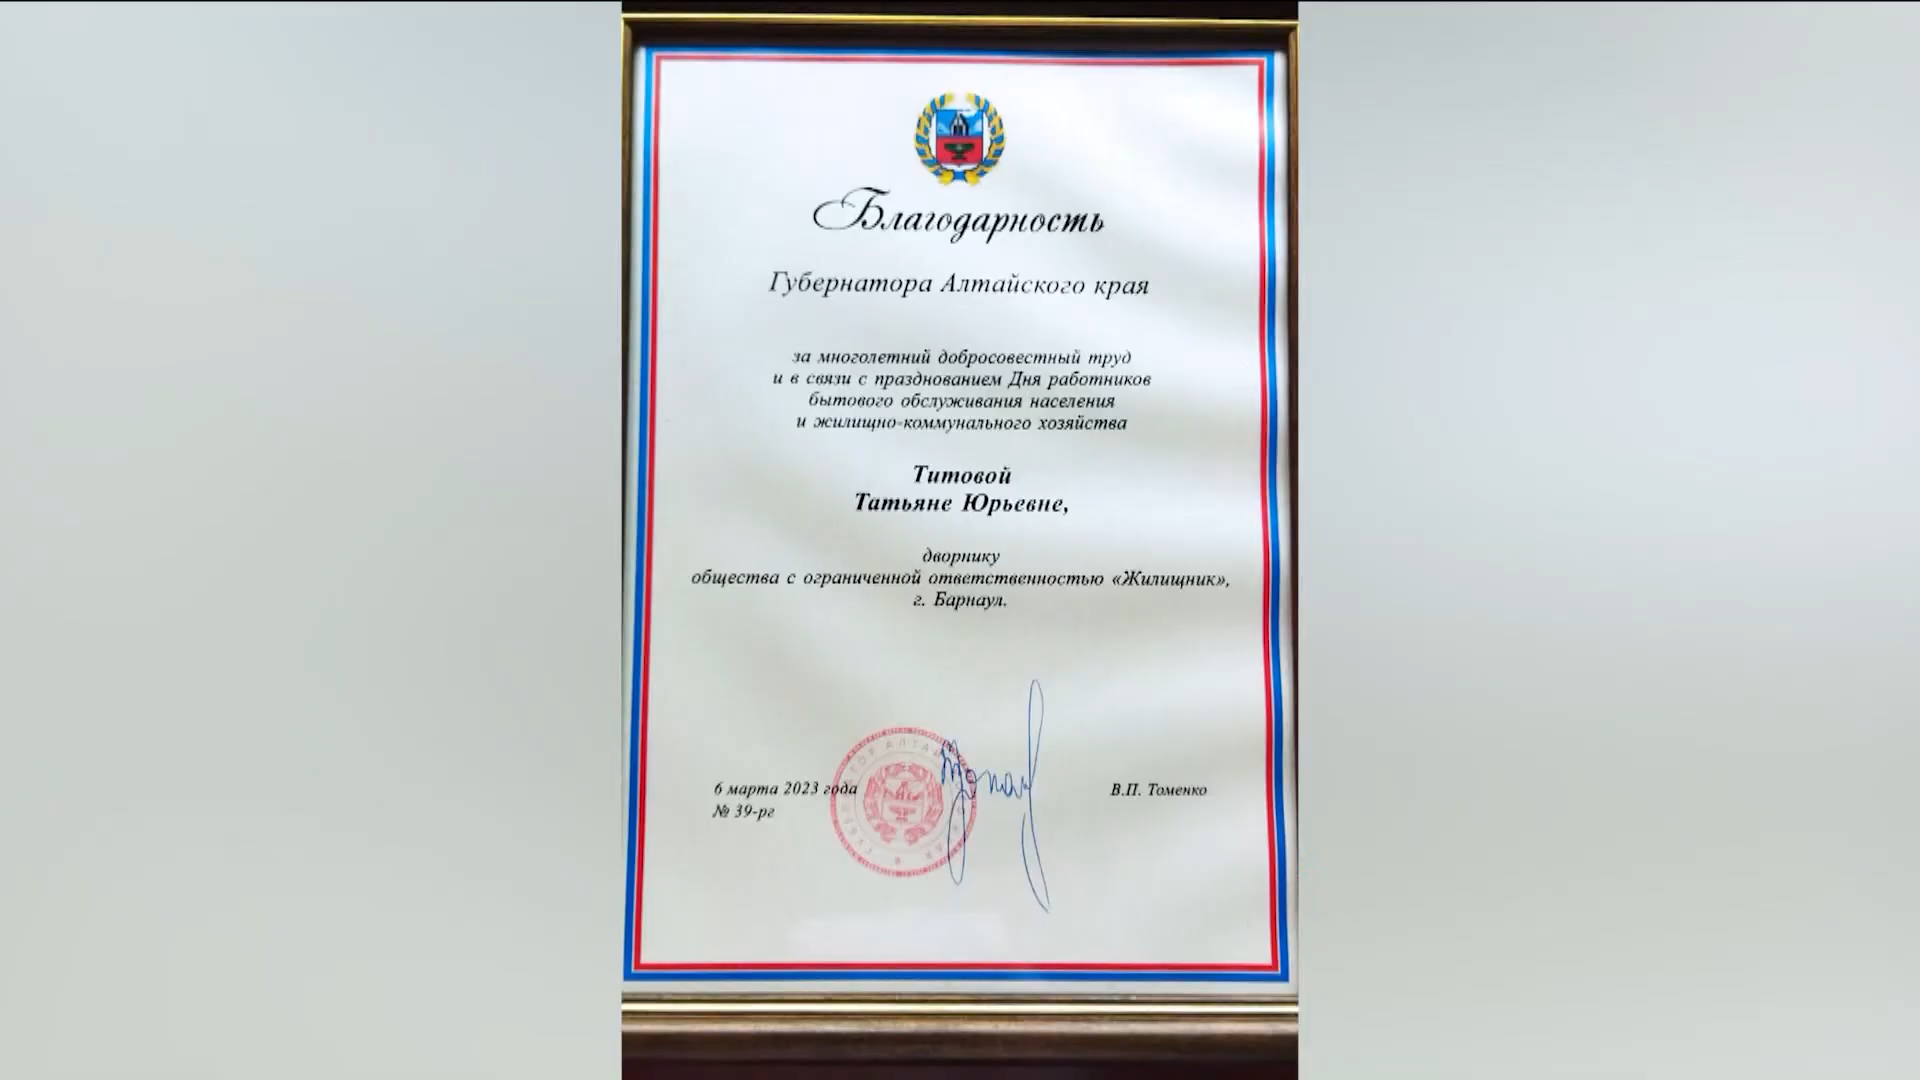 Благодарность
Губернатора Алтайского края
за многолетний добросовестный труд
и в связи с празднованием Дня работников
бытового обслуживания населения
и жилищно-коммунального хозяйства
Титовой
Татьяне Юрьевне,
дворнику
общества с ограниченной ответственностью «Жилищник»,
г. Барнаул.
6 марта 2023 года
№ 39-рг
В.П. Томенко